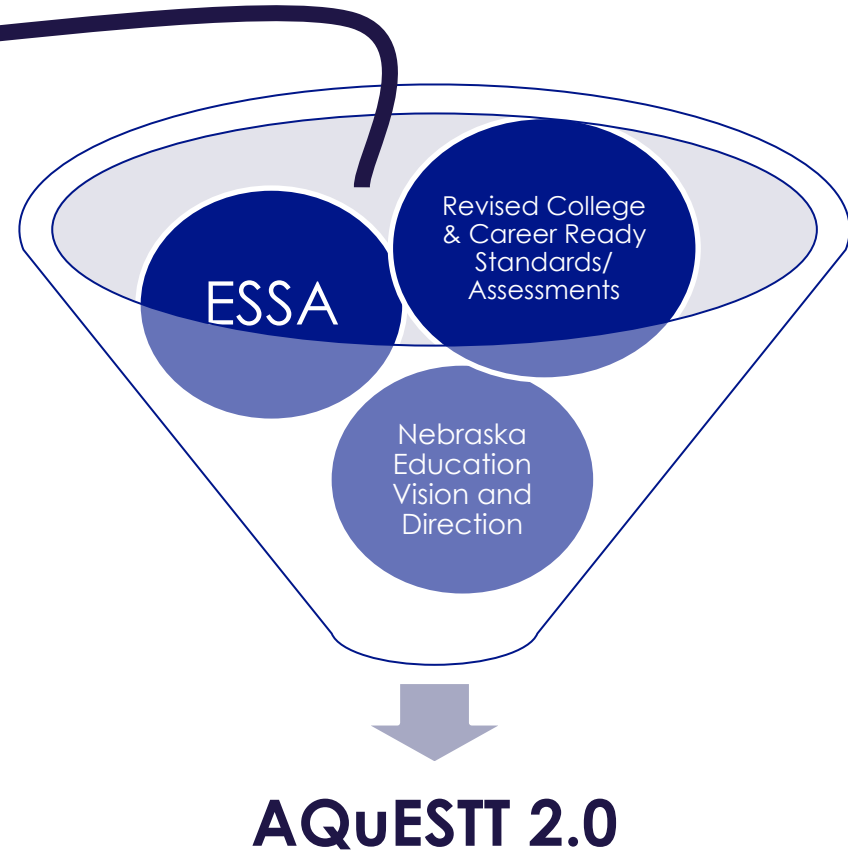 ESSA
Revised College
& Career Ready
Standards/
Assessments
Nebraska
Education
Vision and
Direction
AQuESTT 2.0